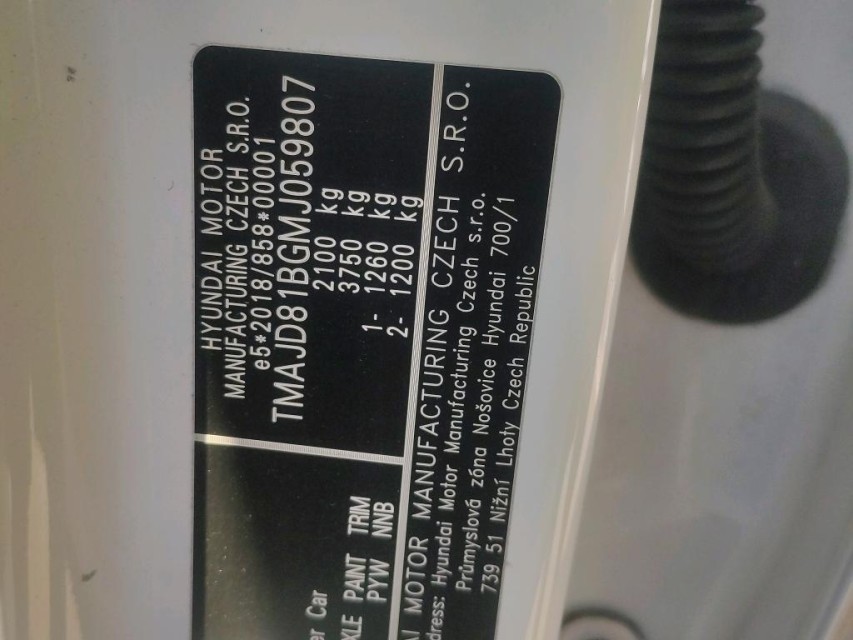 HYUNDAI MOTOR
MANUFACTURING CZECH S.R.O.
e5*2018/858*00001
TMAJD81BGMJ059807
2100 kg
3750 kg
1- 1260 kg
2- 1200 kg
Car
PAINT TRIM
PYW NNB
MOTOR MANUFACTURING CZECH S.R.O.
Hyundai Motor Manufacturing Czech s.r.o.
Průmyslová zóna Nošovice Hyundai 700/1
739 51 Nižní Lhoty Czech Republic